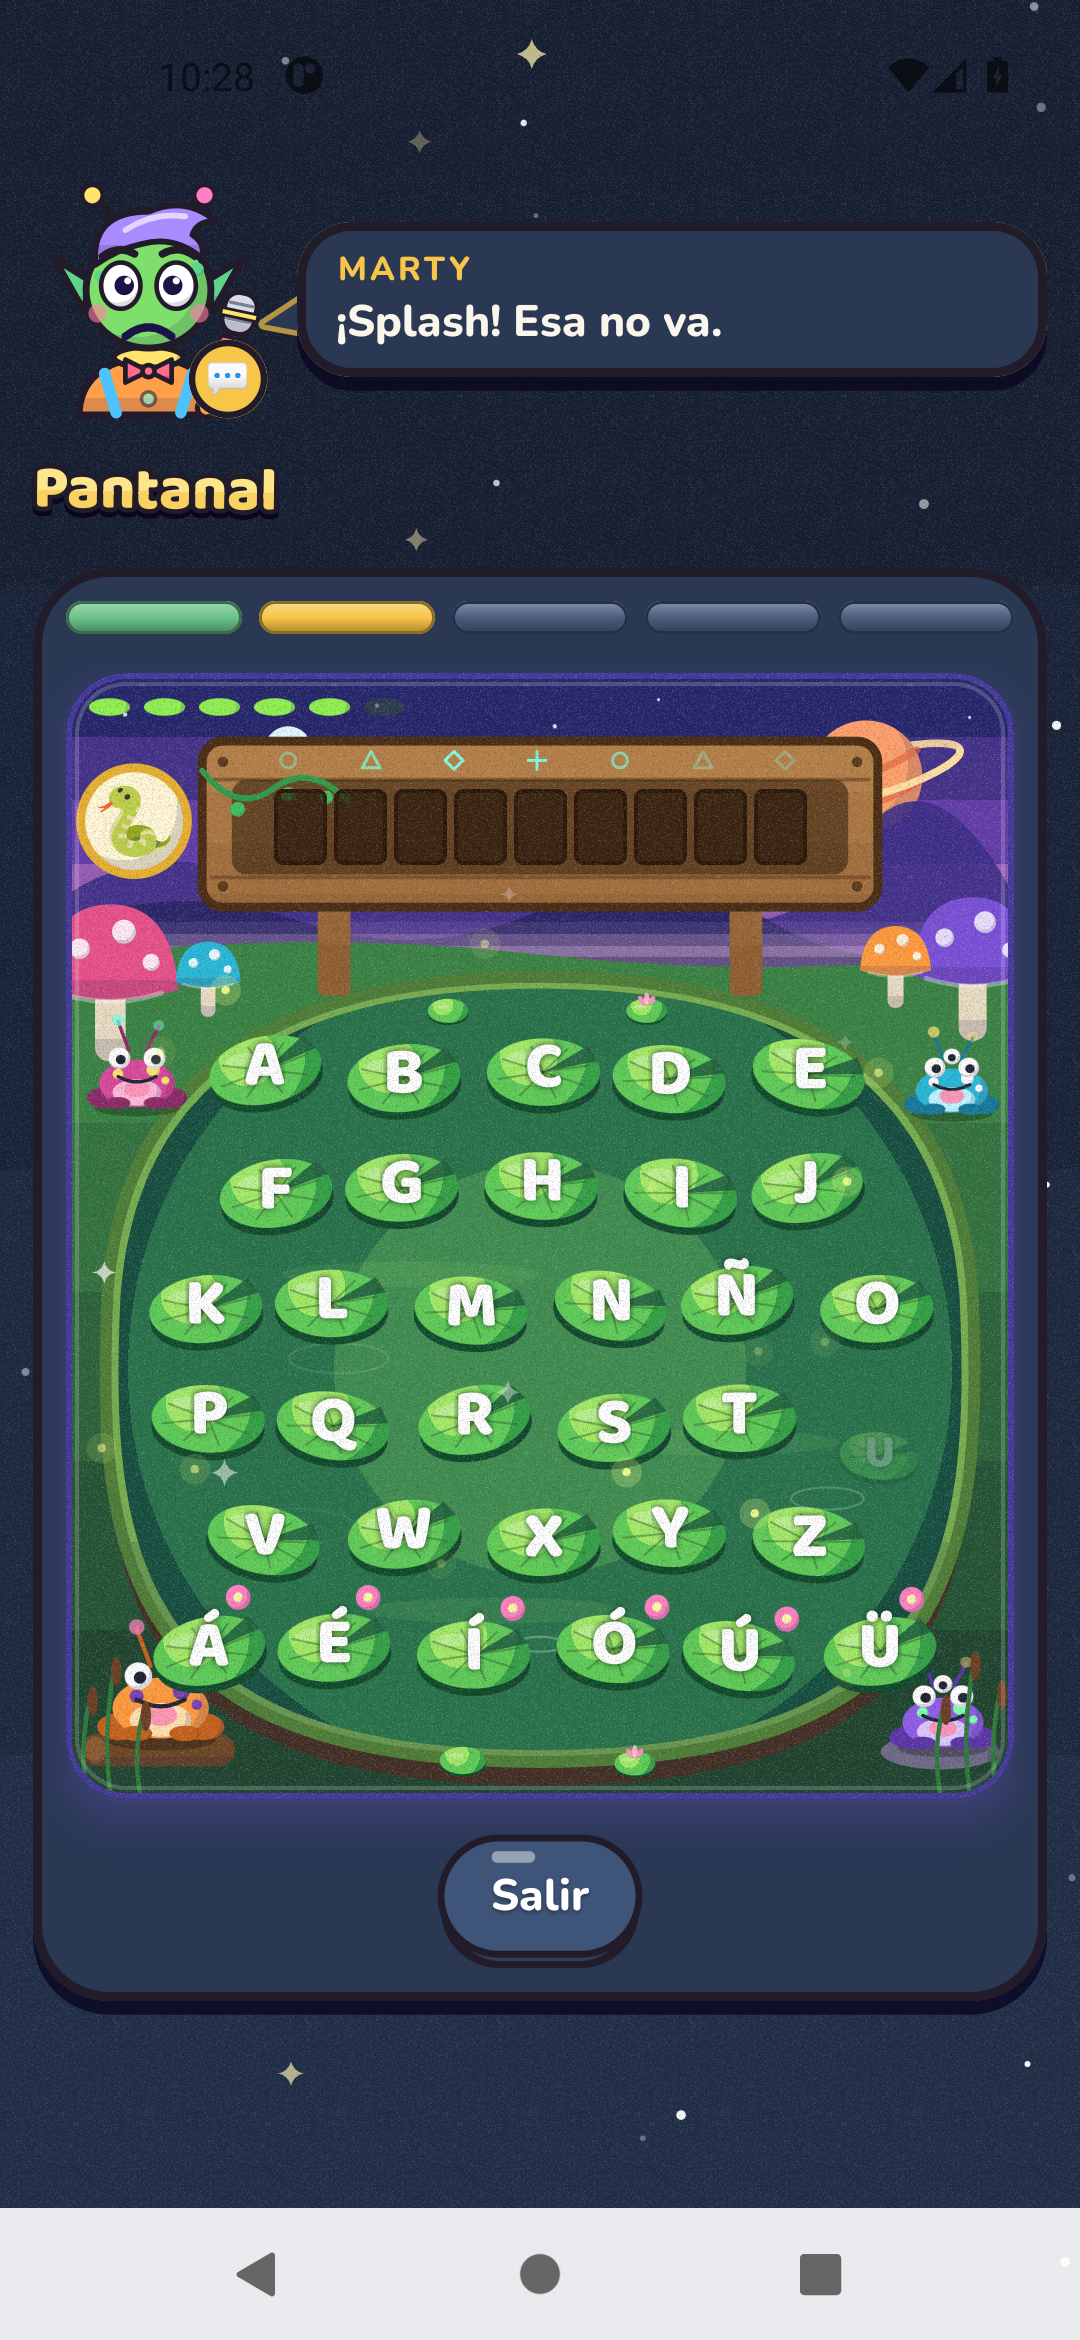 10:28
MARTY
¡Splash! Esa no va.
Pantanal
A B C D E
F G H I J
K L M N Ñ O
P Q R S T U
V W X Y Z
Á É Í Ó Ú Ü
Salir